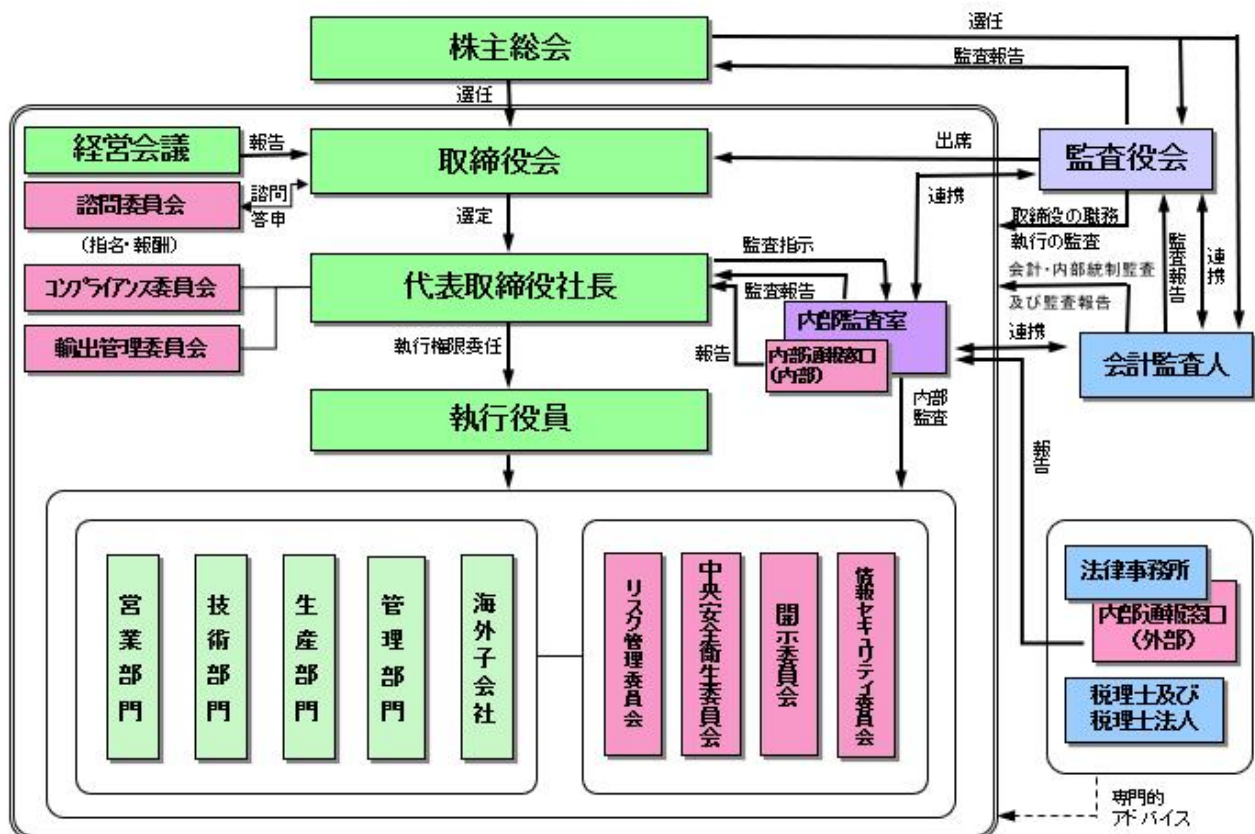 株主総会
選任
監査報告
選任
経営会議
報告
取締役会
出席
監査役会
諮問委員会
諮問
答申
(指名・報酬)
選定
連携
取締役の職務
執行の監査
監査報告
連携
コンプライアンス委員会
代表取締役社長
監査指示
監査報告
会計・内部統制監査
及び監査報告
輸出管理委員会
執行権限委任
報告
内部監査室
内部通報窓口
(内部)
連携
会計監査人
執行役員
内部
監査
報告
営業部門
技術部門
生産部門
管理部門
海外子会社
リスク管理委員会
中央安全衛生委員会
開示委員会
情報セキュウティ委員会
法律事務所
内部通報窓口
(外部)
税理士及び
税理士法人
専門的
アドバイス